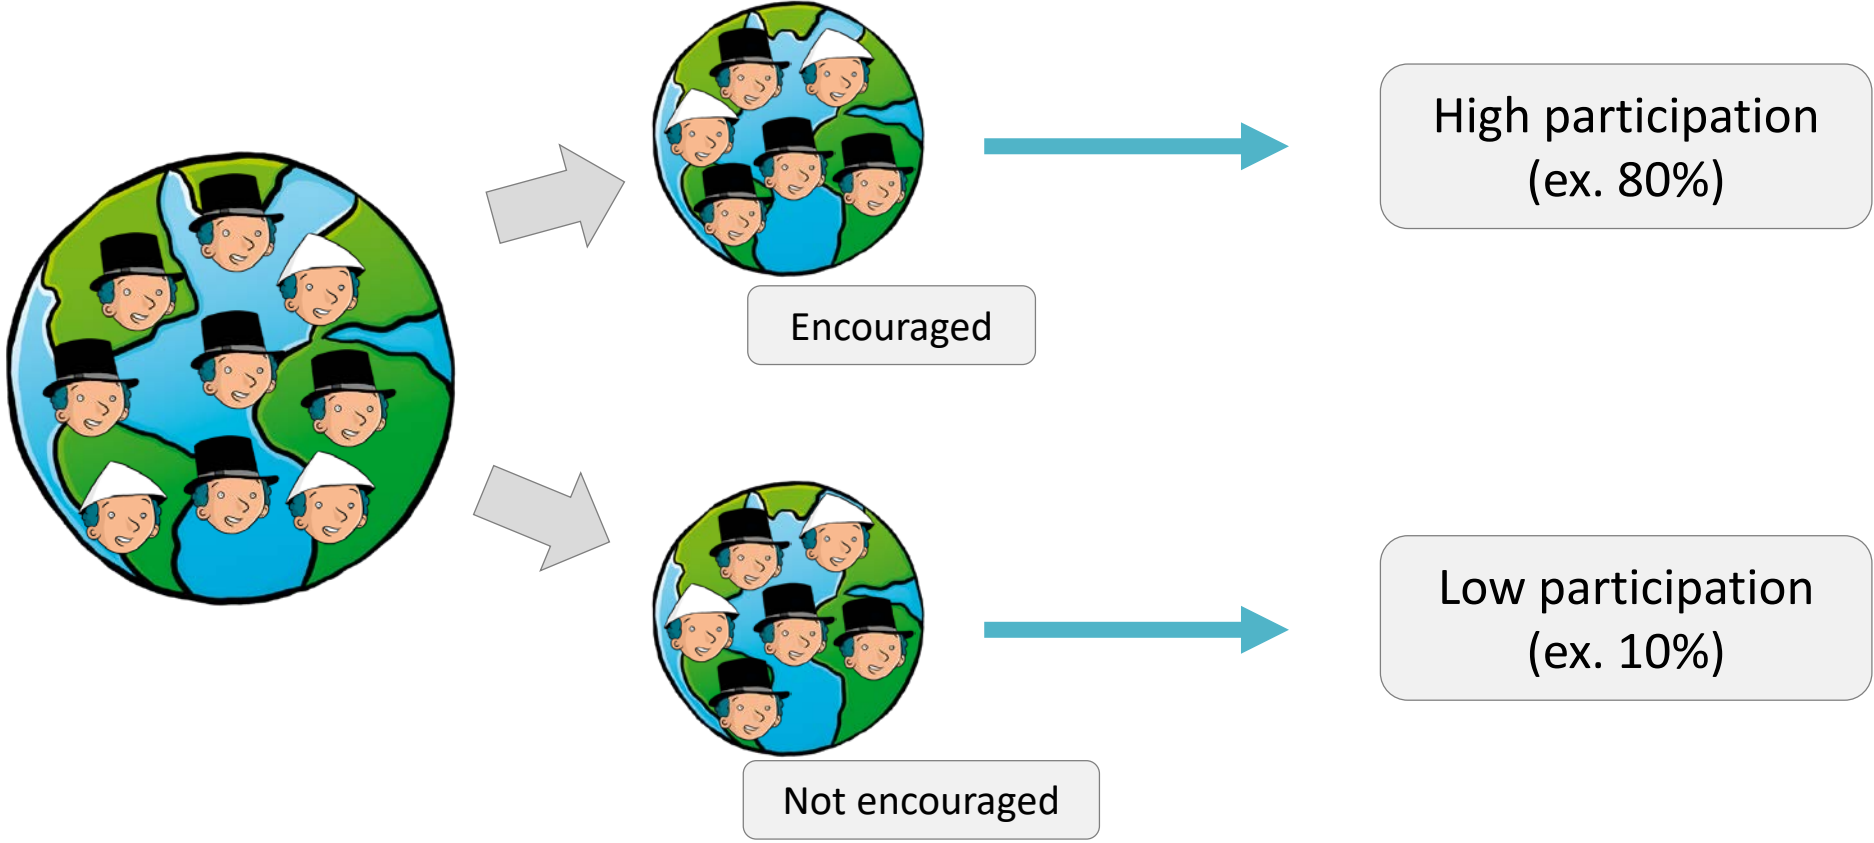 High participation
(ex. 80%)
Encouraged
Low participation
(ex. 10%)
Not encouraged